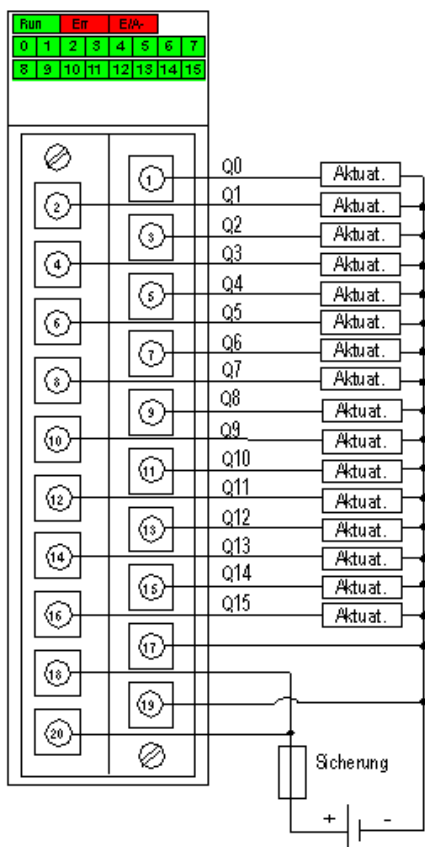 Run Err E/A-
0 1 2 3 4 5 6 7
8 9 10 11 12 13 14 15
1 Q0 Aktuat.
2 Q1 Aktuat.
3 Q2 Aktuat.
4 Q3 Aktuat.
5 Q4 Aktuat.
6 Q5 Aktuat.
7 Q6 Aktuat.
8 Q7 Aktuat.
9 Q8 Aktuat.
10 Q9 Aktuat.
11 Q10 Aktuat.
12 Q11 Aktuat.
13 Q12 Aktuat.
14 Q13 Aktuat.
15 Q14 Aktuat.
16 Q15 Aktuat.
17
18
19
20
Sicherung
+ -